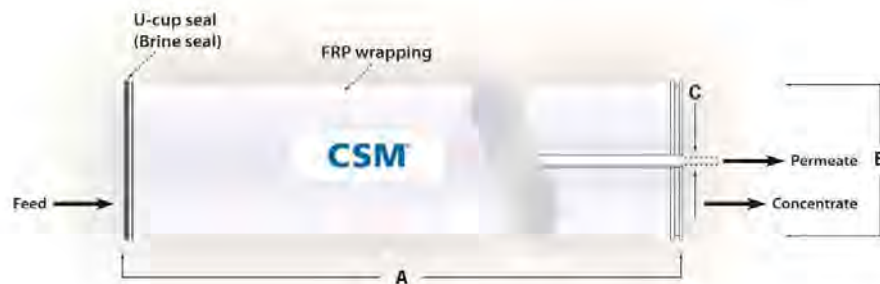 U-cup seal
(Brine seal)
FRP wrapping
C
CSM
Permeate
B
Feed
Concentrate
A